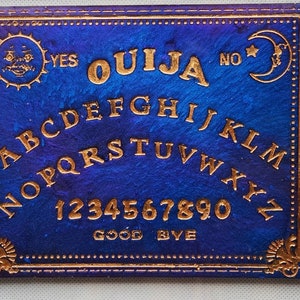 YES OUIJA NO
ABCDEFGHIJKLM
NOPQRSTUVWXYZ
1234567890
GOOD BYE